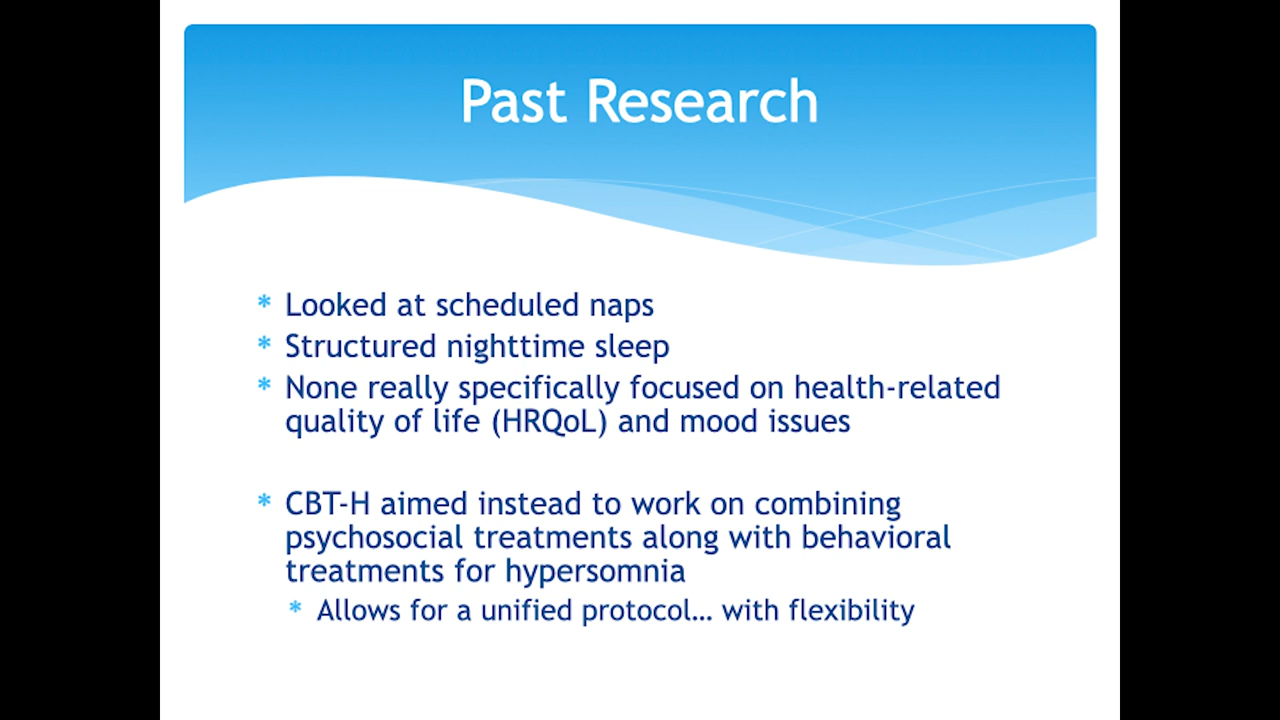 Past Research
* Looked at scheduled naps
* Structured nighttime sleep
* None really specifically focused on health-related
quality of life (HRQoL) and mood issues
* CBT-H aimed instead to work on combining
psychosocial treatments along with behavioral
treatments for hypersomnia
* Allows for a unified protocol… with flexibility